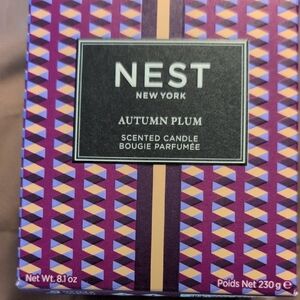 NEST
NEW YORK
AUTUMN PLUM
SCENTED CANDLE
BOUGIE PARFUMÉE
Net Wt. 8.1 oz
Poids Net 230 g e